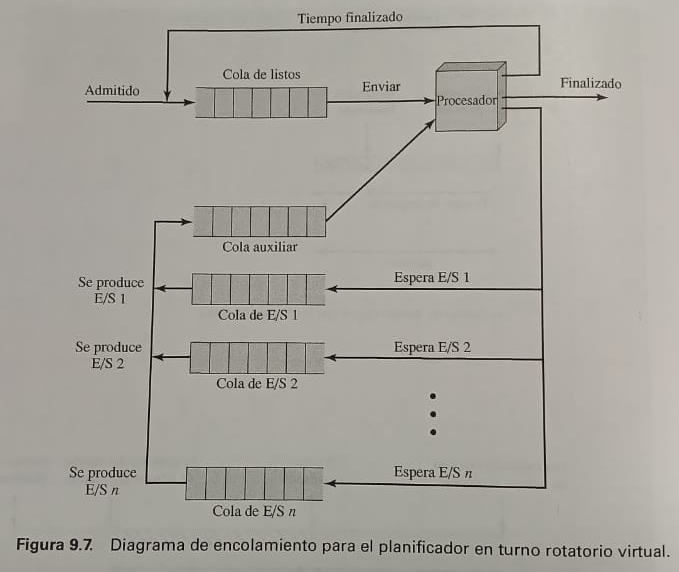 Tiempo finalizado
Cola de listos
Admitido
Enviar
Procesador
Finalizado
Cola auxiliar
Se produce
E/S 1
Cola de E/S 1
Espera E/S 1
Se produce
E/S 2
Cola de E/S 2
Espera E/S 2
Se produce
E/S n
Cola de E/S n
Espera E/S n
Figura 9.7. Diagrama de encolamiento para el planificador en turno rotatorio virtual.